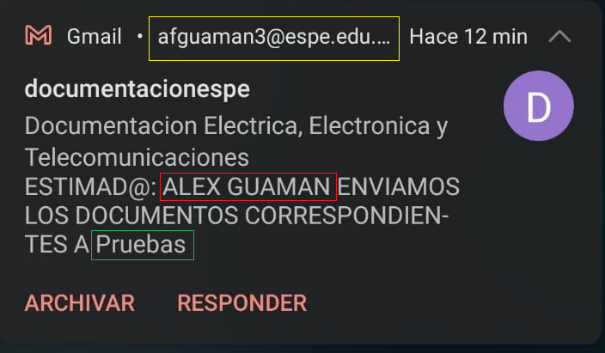 Gmail • afguaman3@espe.edu.... Hace 12 min
documentacionespe
D
Documentacion Electrica, Electronica y
Telecomunicaciones
ESTIMAD@: ALEX GUAMAN ENVIAMOS
LOS DOCUMENTOS CORRESPONDIEN-
TES A Pruebas
ARCHIVAR RESPONDER